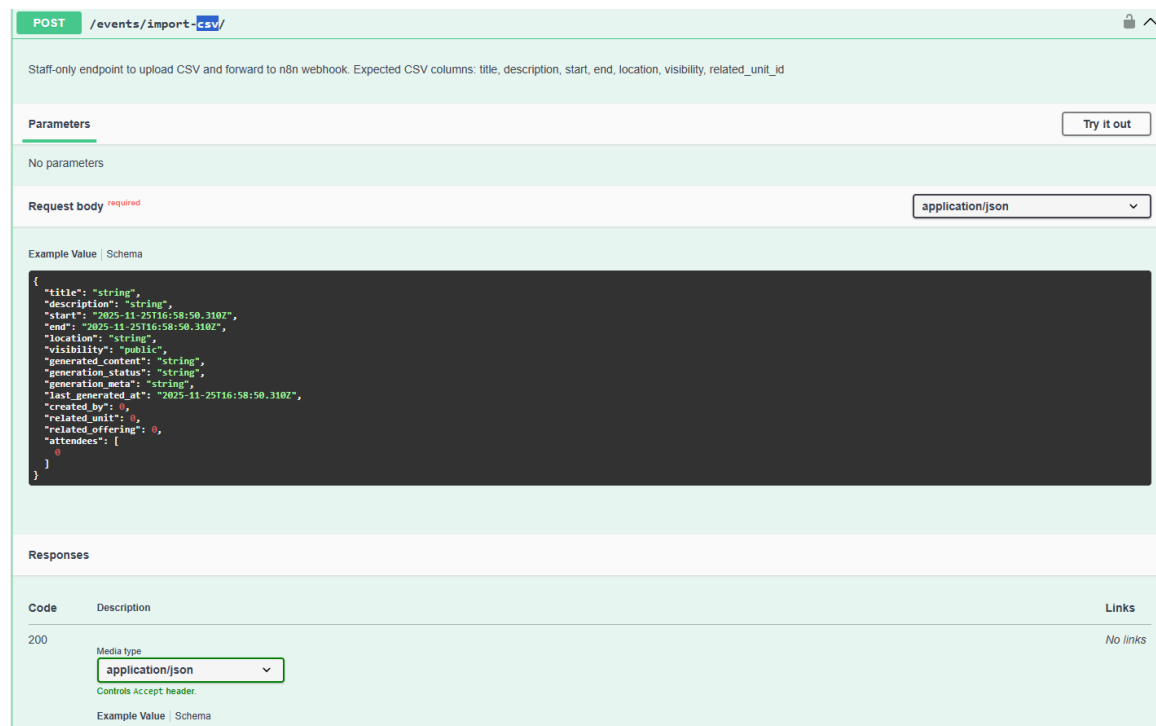 POST /events/import-csv/
Staff-only endpoint to upload CSV and forward to n8n webhook. Expected CSV columns: title, description, start, end, location, visibility, related_unit_id
Parameters
Try it out
No parameters
Request body required
application/json
Example Value | Schema
{
  "title": "string",
  "description": "string",
  "start": "2025-11-25T16:58:50.310Z",
  "end": "2025-11-25T16:58:50.310Z",
  "location": "string",
  "visibility": "public",
  "generated_content": "string",
  "generation_status": "string",
  "generation_meta": "string",
  "last_generated_at": "2025-11-25T16:58:50.310Z",
  "created_by": 0,
  "related_unit": 0,
  "related_offering": 0,
  "attendees": [
    0
  ]
}
Responses
Code Description Links
200 No links
Media type
application/json
Controls Accept header.
Example Value | Schema